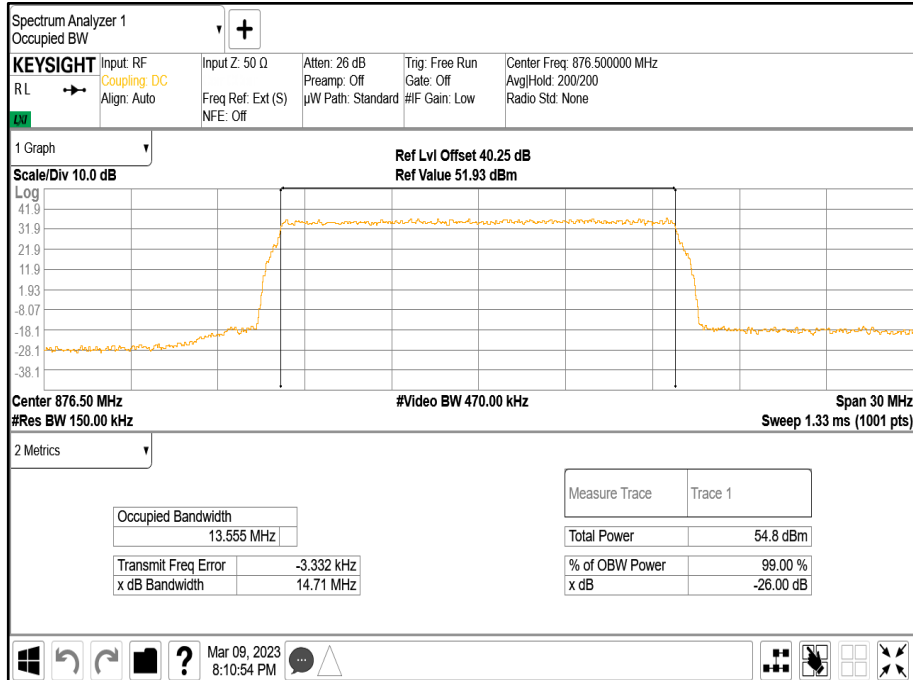 Spectrum Analyzer 1
Occupied BW
▼
+
KEYSIGHT
RL
LXI
Input: RF
Coupling: DC
Align: Auto
Input Z: 50 Ω
Freq Ref: Ext (S)
NFE: Off
Atten: 26 dB
Preamp: Off
µW Path: Standard
Trig: Free Run
Gate: Off
#IF Gain: Low
Center Freq: 876.500000 MHz
Avg|Hold: 200/200
Radio Std: None
1 Graph ▼
Scale/Div 10.0 dB
Ref Lvl Offset 40.25 dB
Ref Value 51.93 dBm
Log
41.9
31.9
21.9
11.9
1.93
-8.07
-18.1
-28.1
-38.1
Center 876.50 MHz
#Video BW 470.00 kHz
Span 30 MHz
#Res BW 150.00 kHz
Sweep 1.33 ms (1001 pts)
2 Metrics ▼
Measure Trace Trace 1
Occupied Bandwidth
13.555 MHz
Total Power 54.8 dBm
Transmit Freq Error -3.332 kHz
% of OBW Power 99.00 %
x dB Bandwidth 14.71 MHz
x dB -26.00 dB
?
Mar 09, 2023
8:10:54 PM
...